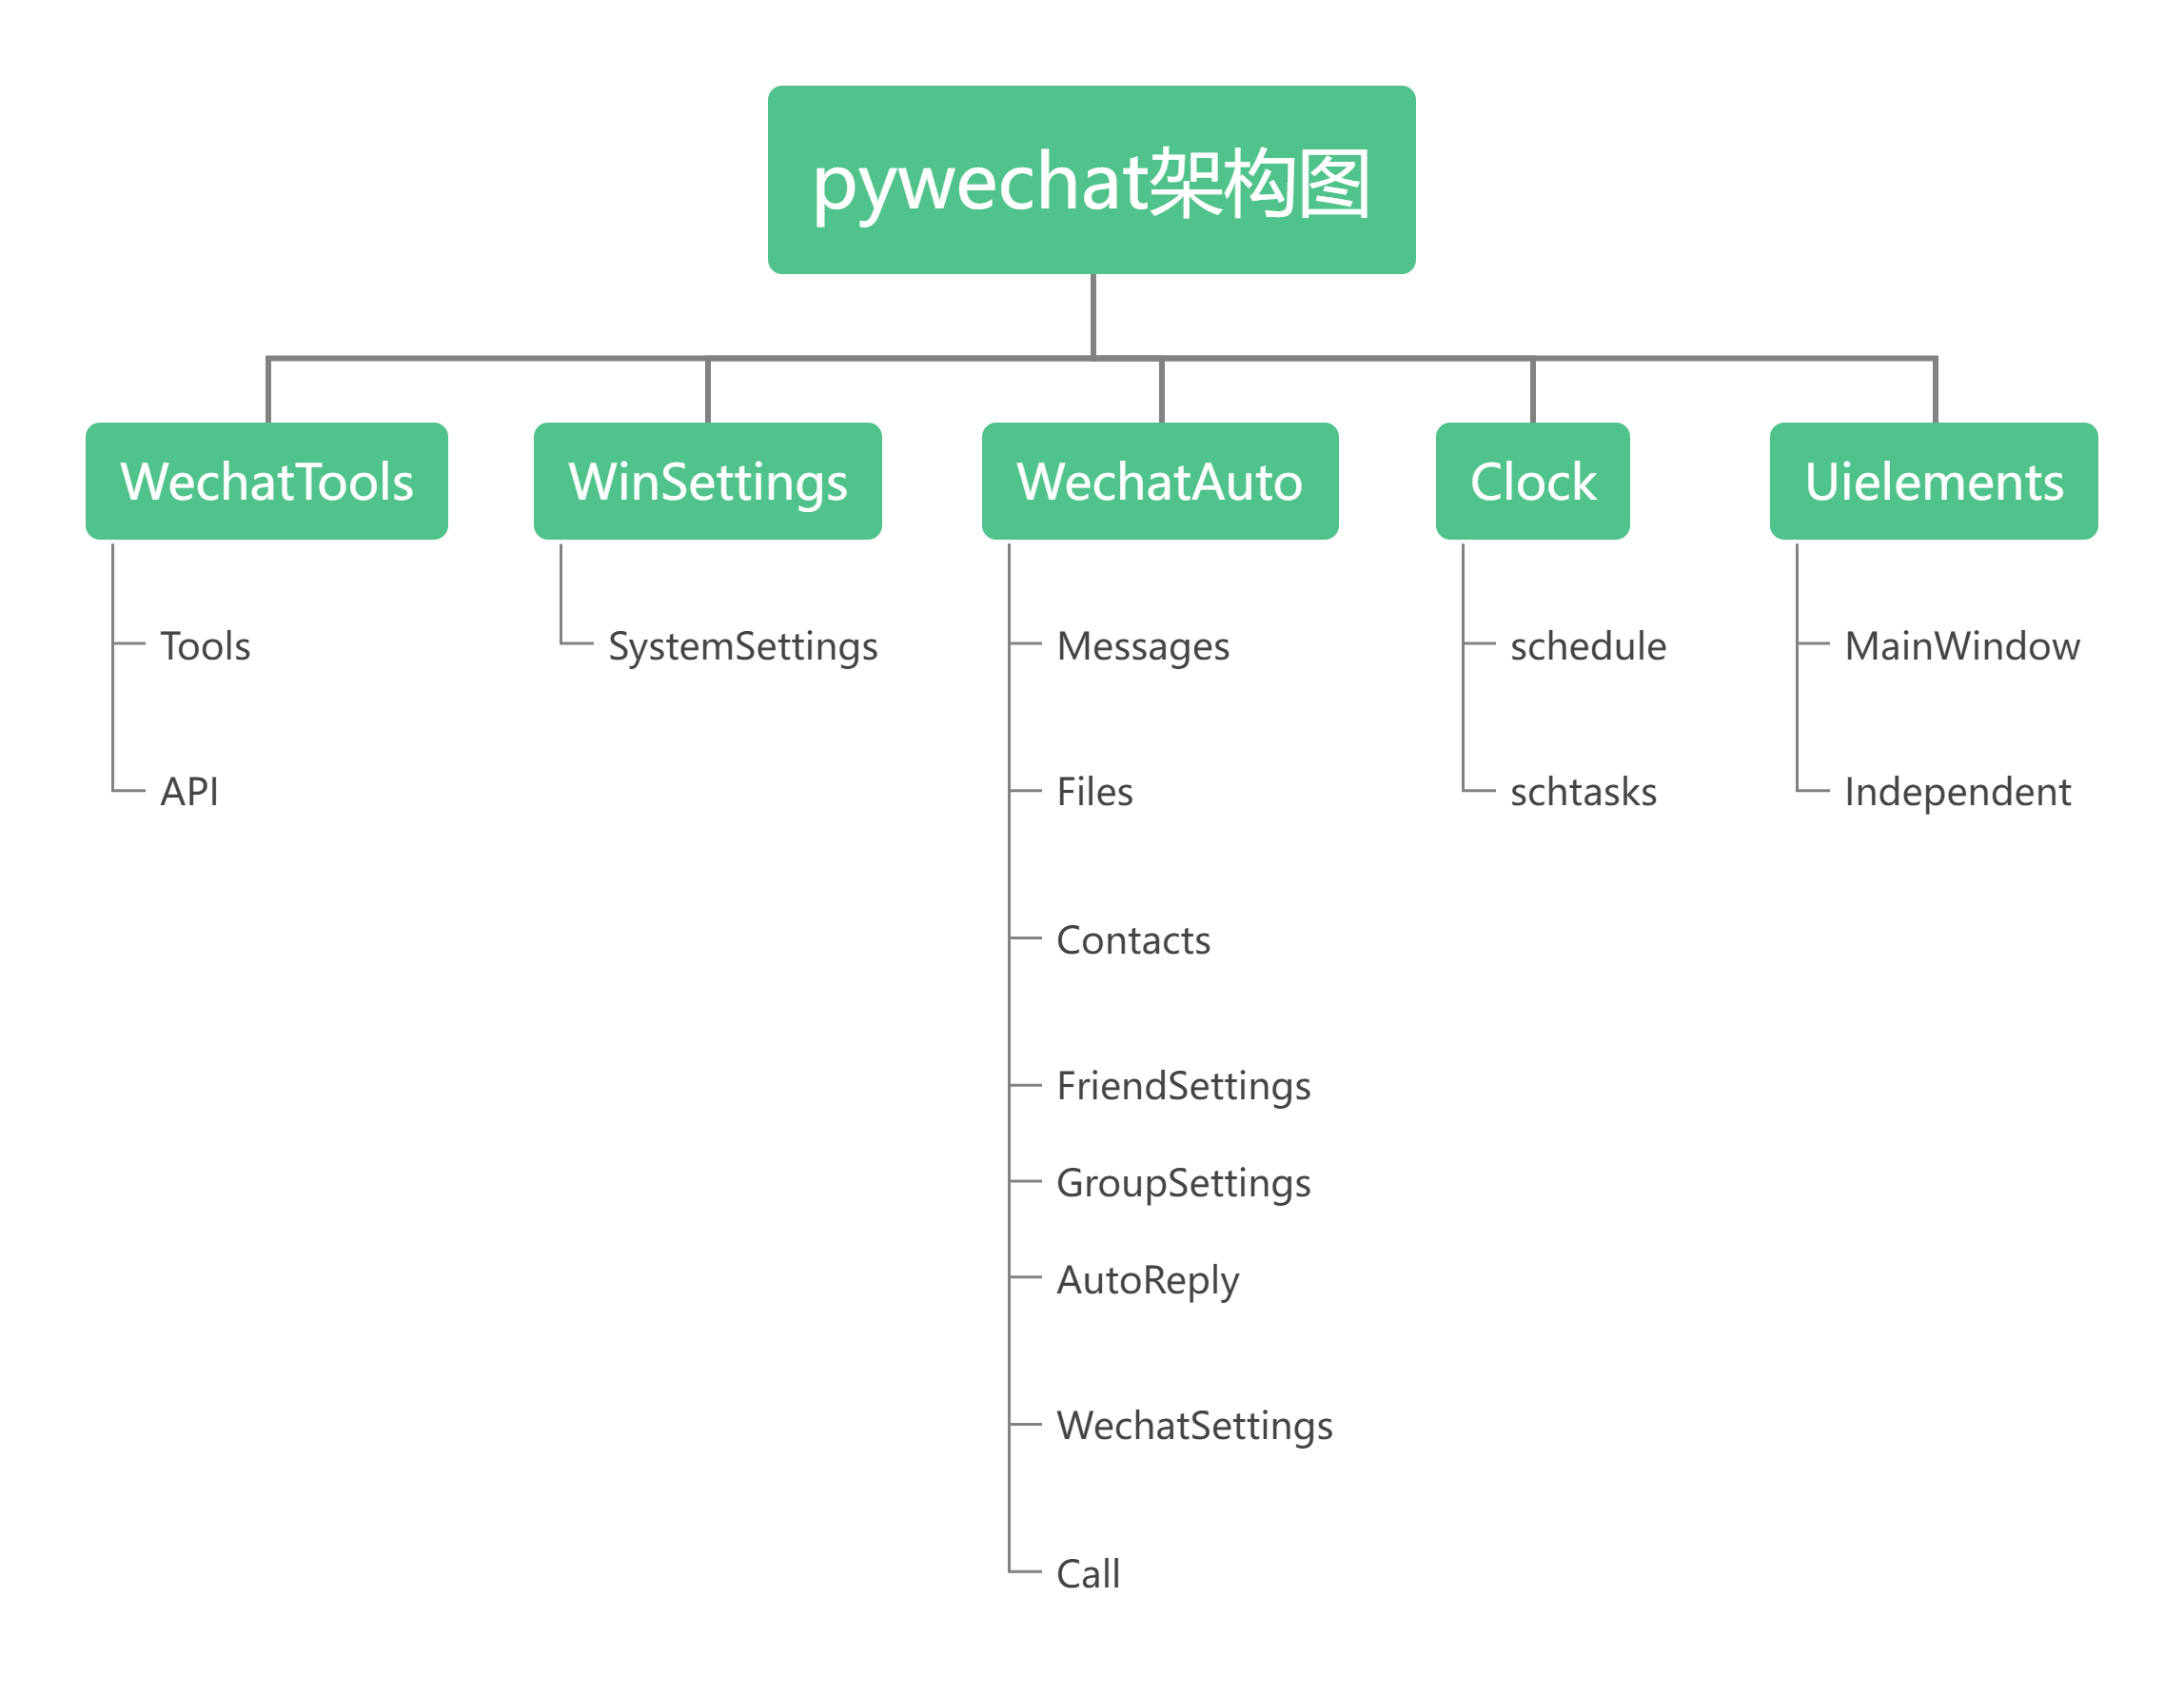 pywechat架构图
WechatTools
WinSettings
WechatAuto
Clock
Uielements
Tools
API
SystemSettings
Messages
Files
Contacts
FriendSettings
GroupSettings
AutoReply
WechatSettings
Call
schedule
schtasks
MainWindow
Independent